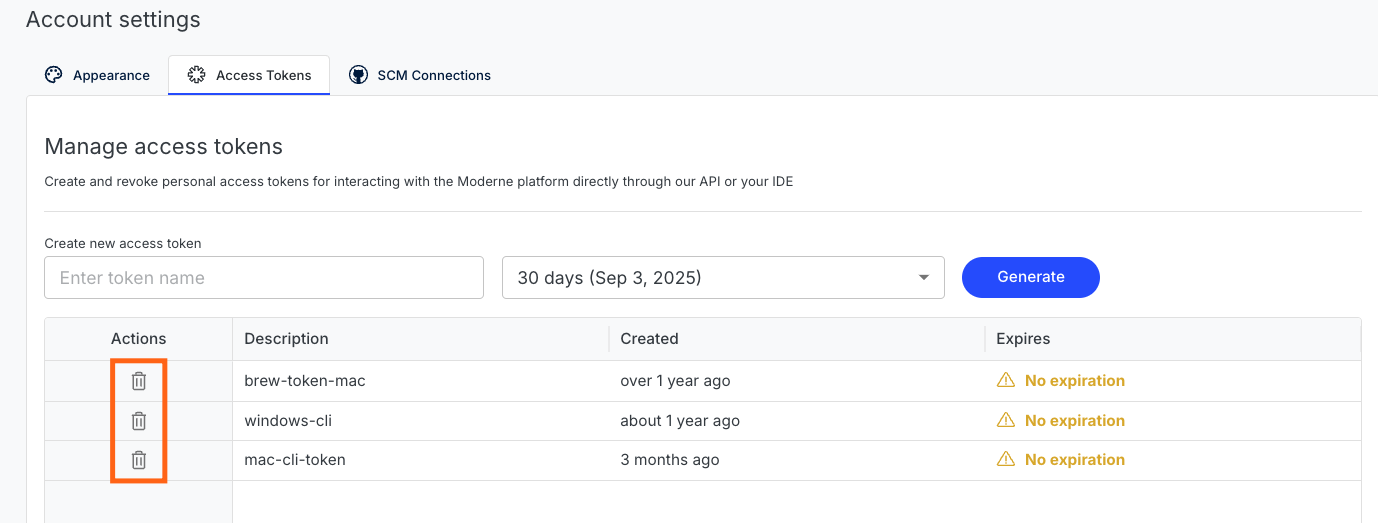 Account settings
Appearance Access Tokens SCM Connections
Manage access tokens
Create and revoke personal access tokens for interacting with the Moderne platform directly through our API or your IDE
Create new access token
Enter token name 30 days (Sep 3, 2025) Generate
Actions Description Created Expires
brew-token-mac over 1 year ago No expiration
windows-cli about 1 year ago No expiration
mac-cli-token 3 months ago No expiration